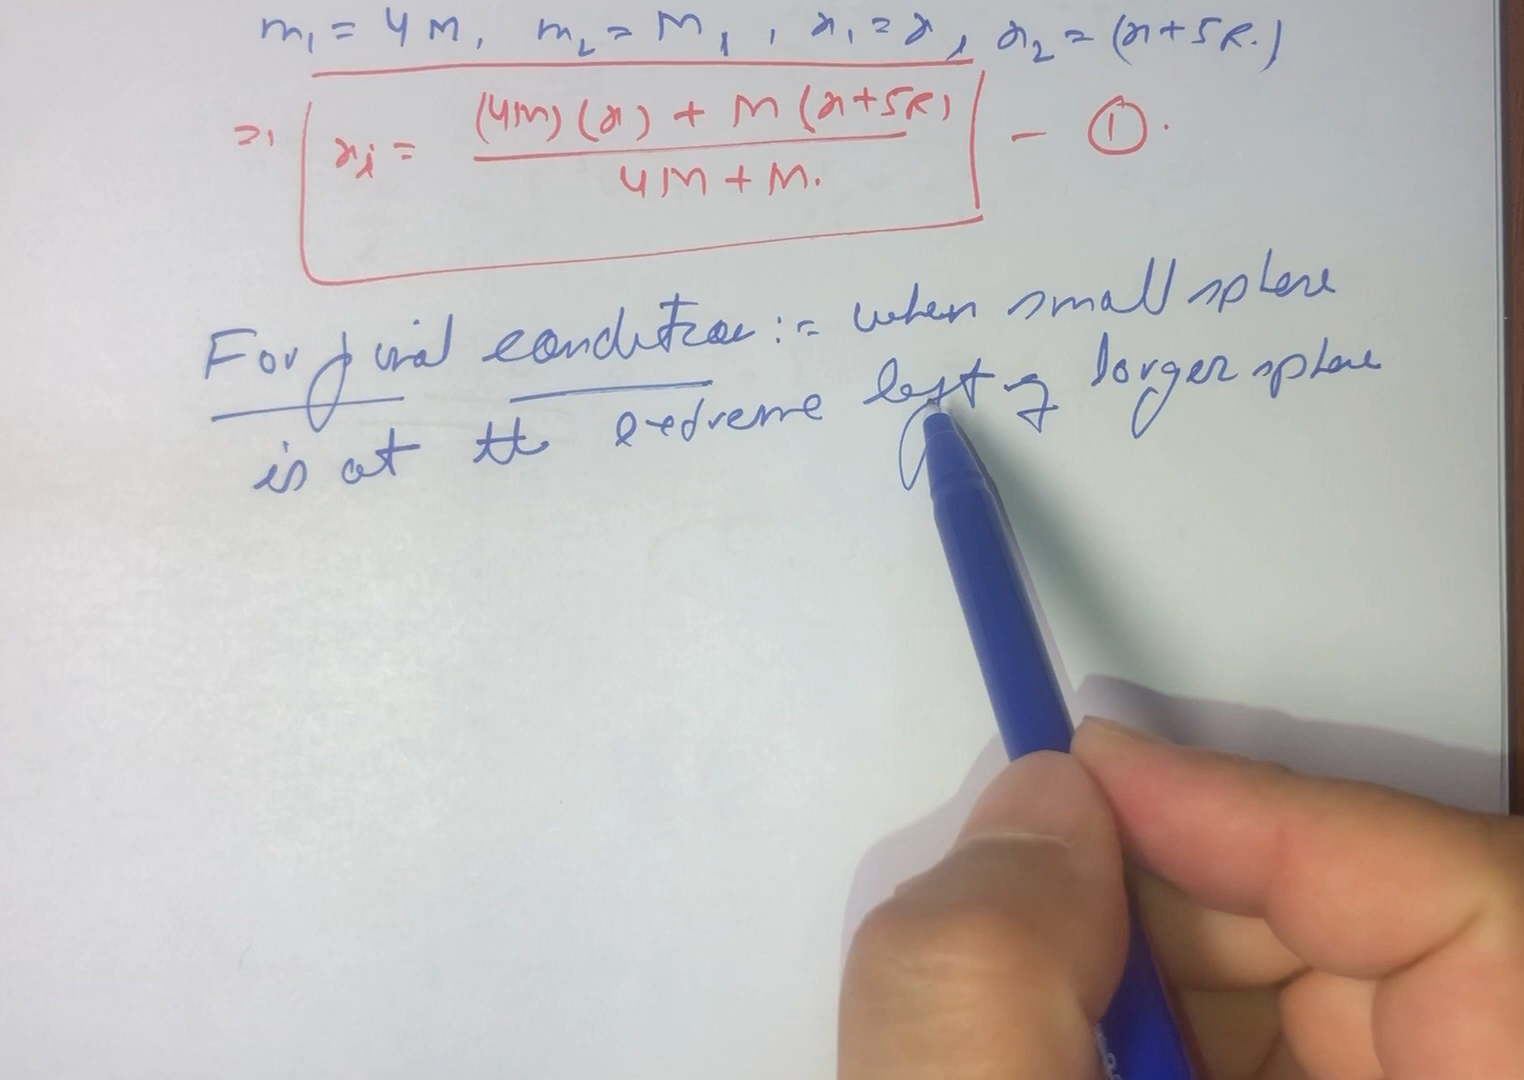 m₁ = 4M, m₂ = M, , x₁ = x, x₂ = (x+5R.)
=> xᵢ = (4M)(x) + M(x+5R) / 4M + M. — ①.
For final condition := when small sphere
is at the extreme left of larger sphere